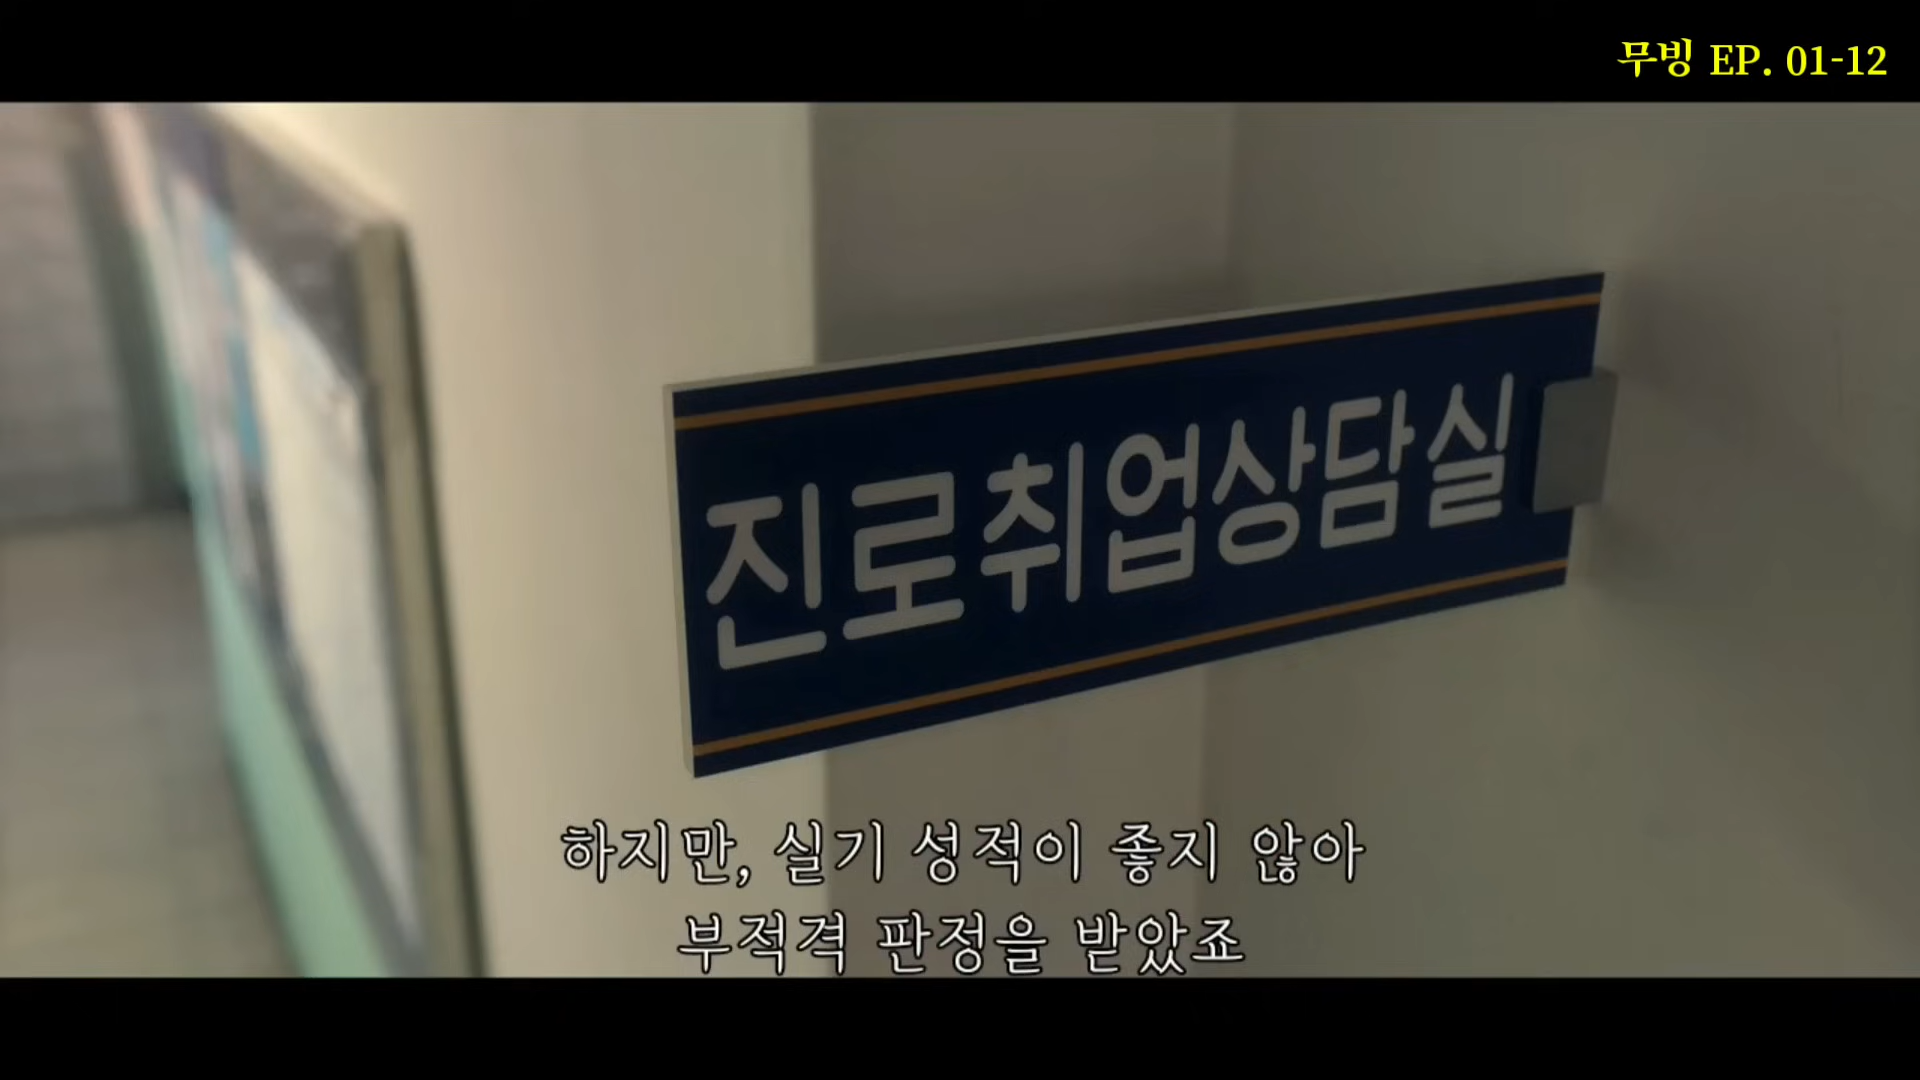 무빙 EP. 01-12
진로취업상담실
하지만, 실기 성적이 좋지 않아
부적격 판정을 받았죠